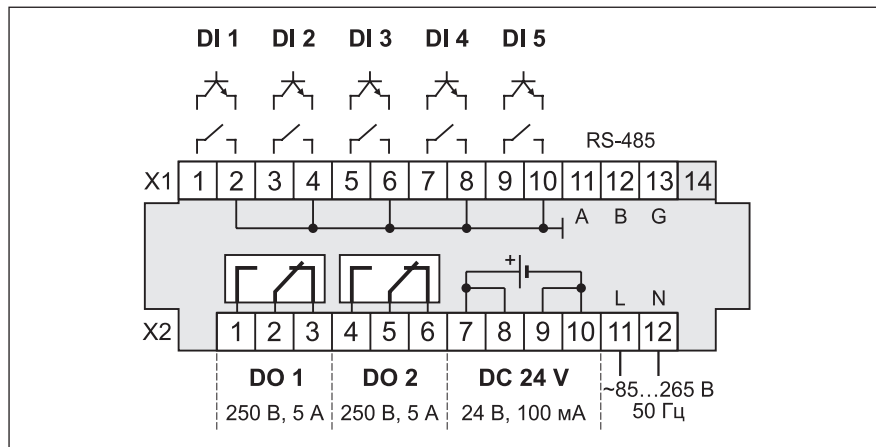 DI 1 DI 2 DI 3 DI 4 DI 5
RS-485
X1 1 2 3 4 5 6 7 8 9 10 11 12 13 14
A B G
+
L N
X2 1 2 3 4 5 6 7 8 9 10 11 12
DO 1 DO 2 DC 24 V
~85...265 В
250 В, 5 А 250 В, 5 А 24 В, 100 мА
50 Гц